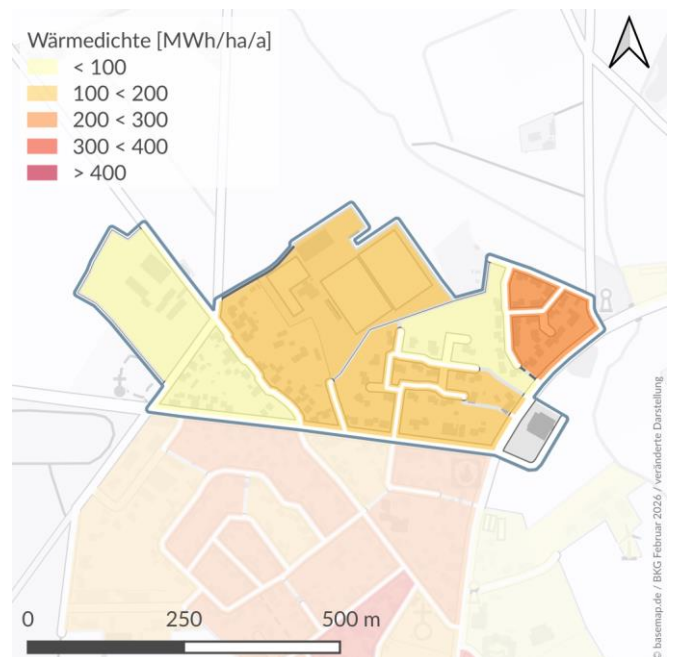 Wärmedichte [MWh/ha/a]
< 100
100 < 200
200 < 300
300 < 400
> 400
0 250 500 m
© basemap.de / BKG Februar 2026 / veränderte Darstellung